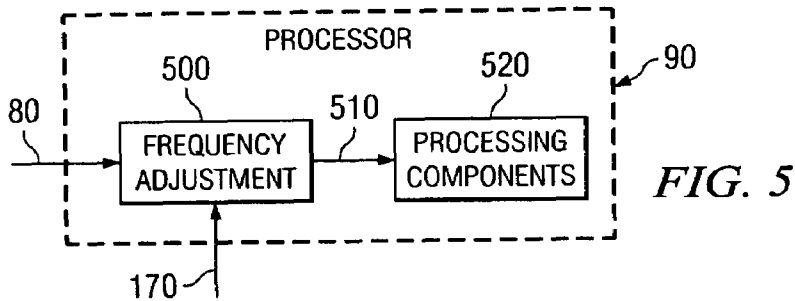 PROCESSOR
500
520
90
80
510
FREQUENCY
ADJUSTMENT
PROCESSING
COMPONENTS
FIG. 5
170